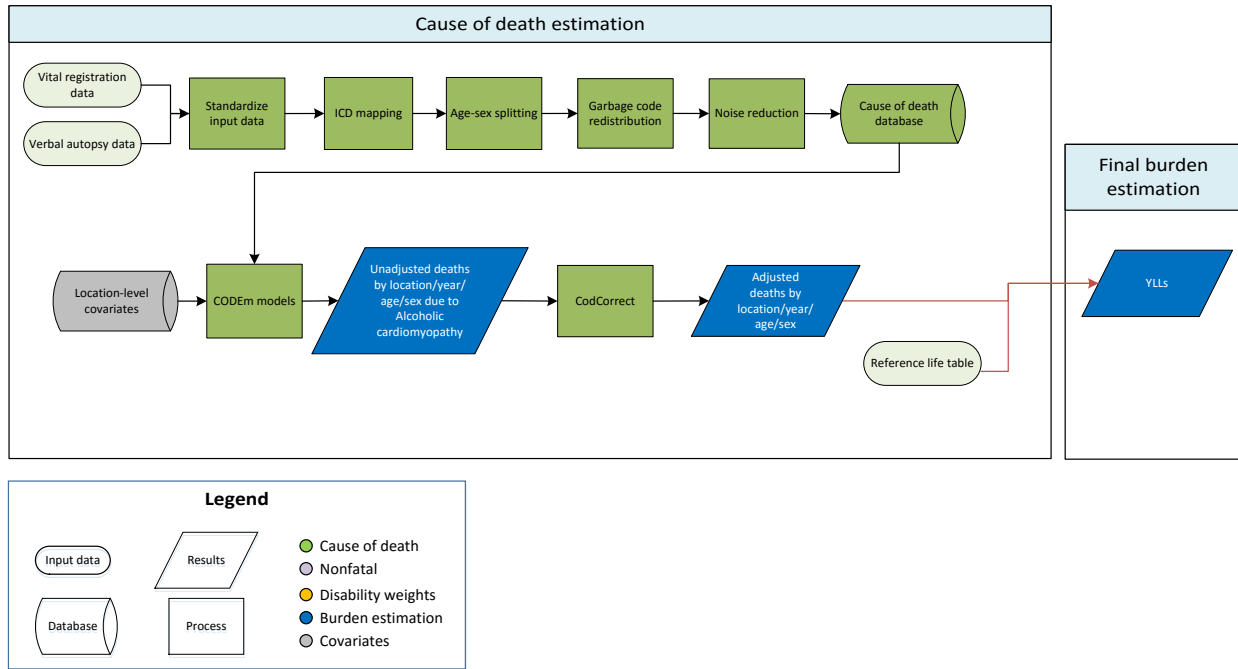 Cause of death estimation
Vital registration
data
Verbal autopsy data
Standardize
input data
ICD mapping
Age-sex splitting
Garbage code
redistribution
Noise reduction
Cause of death
database
Final burden
estimation
Location-level
covariates
CODEm models
Unadjusted deaths
by location/year/
age/sex due to
Alcoholic
cardiomyopathy
CodCorrect
Adjusted
deaths by
location/year/
age/sex
Reference life table
YLLs
Legend
Input data
Results
Database
Process
Cause of death
Nonfatal
Disability weights
Burden estimation
Covariates